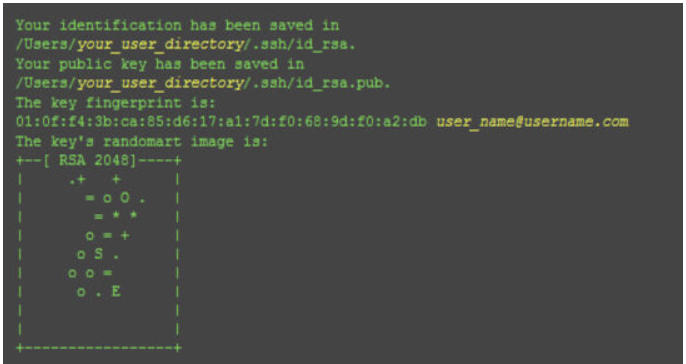 Your identification has been saved in
/Users/your_user_directory/.ssh/id_rsa.
Your public key has been saved in
/Users/your_user_directory/.ssh/id_rsa.pub.
The key fingerprint is:
01:0f:f4:3b:ca:85:d6:17:a1:7d:f0:68:9d:f0:a2:db user_name@username.com
The key's randomart image is:
+--[ RSA 2048]----+
|     .+   +      |
|       = o O .   |
|        = * *    |
|       o = +     |
|      o S .      |
|     o o =       |
|      o . E      |
|                 |
|                 |
+-----------------+